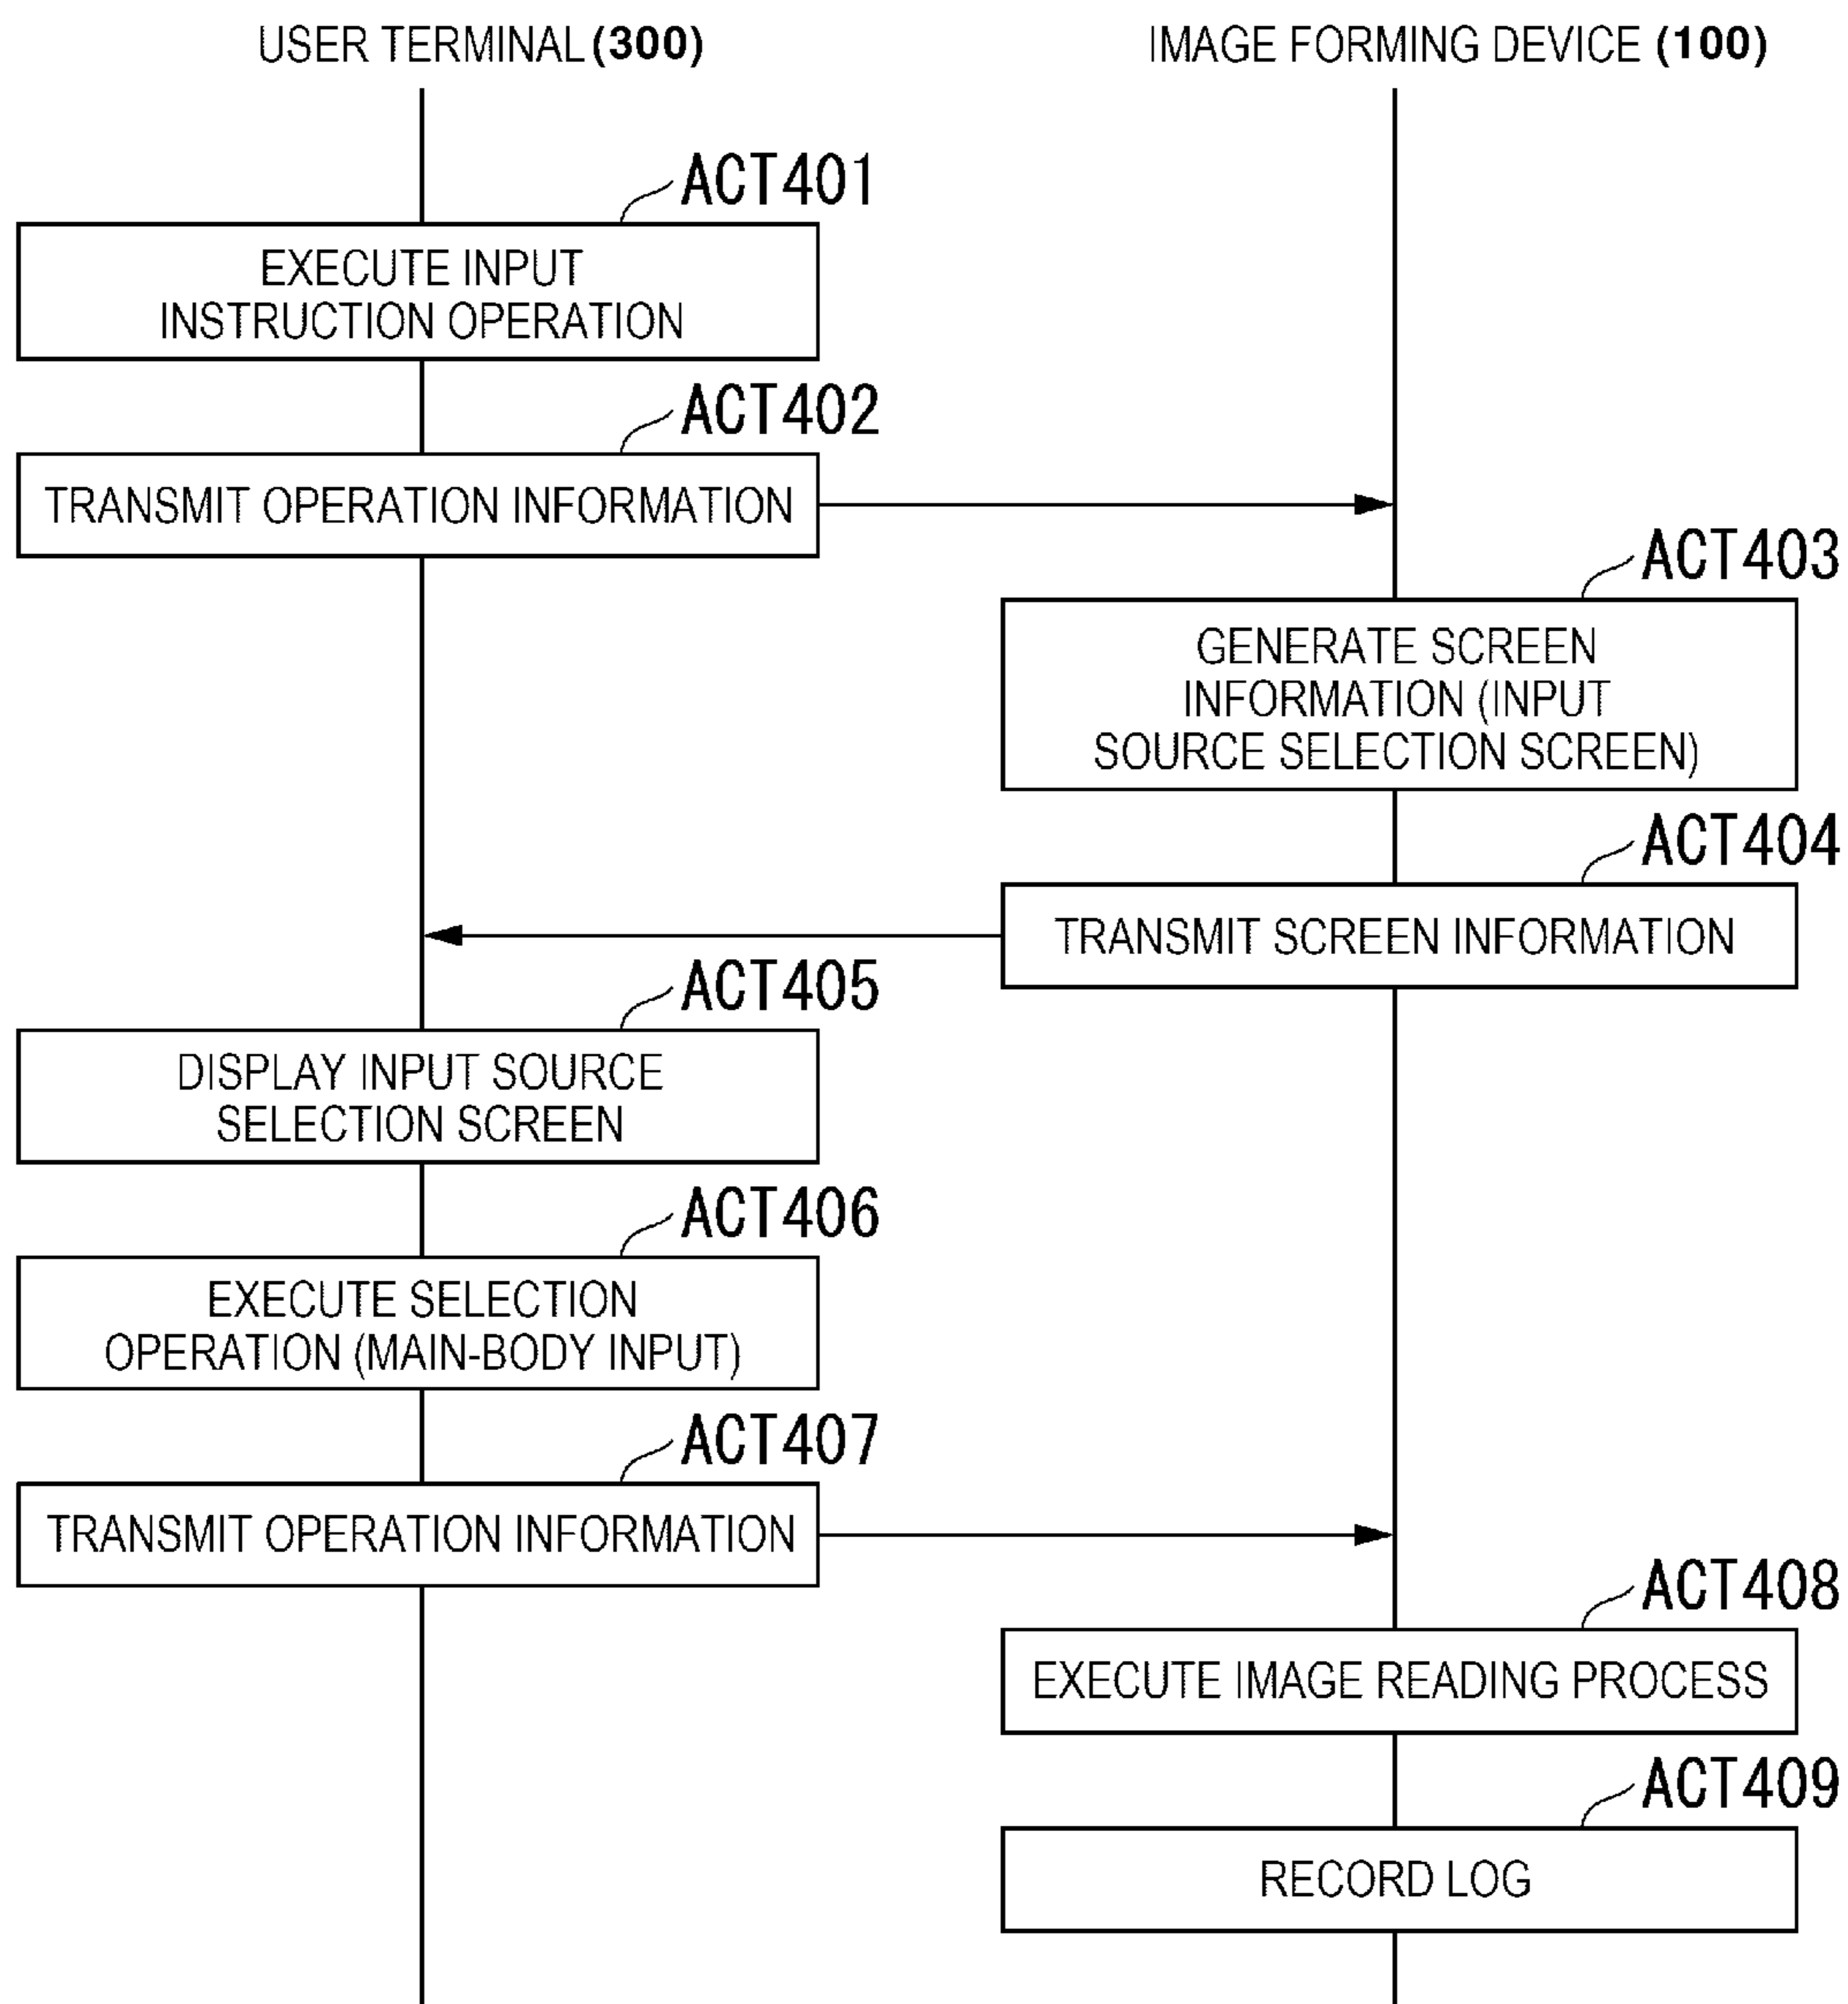 USER TERMINAL (300)
IMAGE FORMING DEVICE (100)
ACT401
EXECUTE INPUT
INSTRUCTION OPERATION
ACT402
TRANSMIT OPERATION INFORMATION
ACT403
GENERATE SCREEN
INFORMATION (INPUT
SOURCE SELECTION SCREEN)
ACT404
TRANSMIT SCREEN INFORMATION
ACT405
DISPLAY INPUT SOURCE
SELECTION SCREEN
ACT406
EXECUTE SELECTION
OPERATION (MAIN-BODY INPUT)
ACT407
TRANSMIT OPERATION INFORMATION
ACT408
EXECUTE IMAGE READING PROCESS
ACT409
RECORD LOG